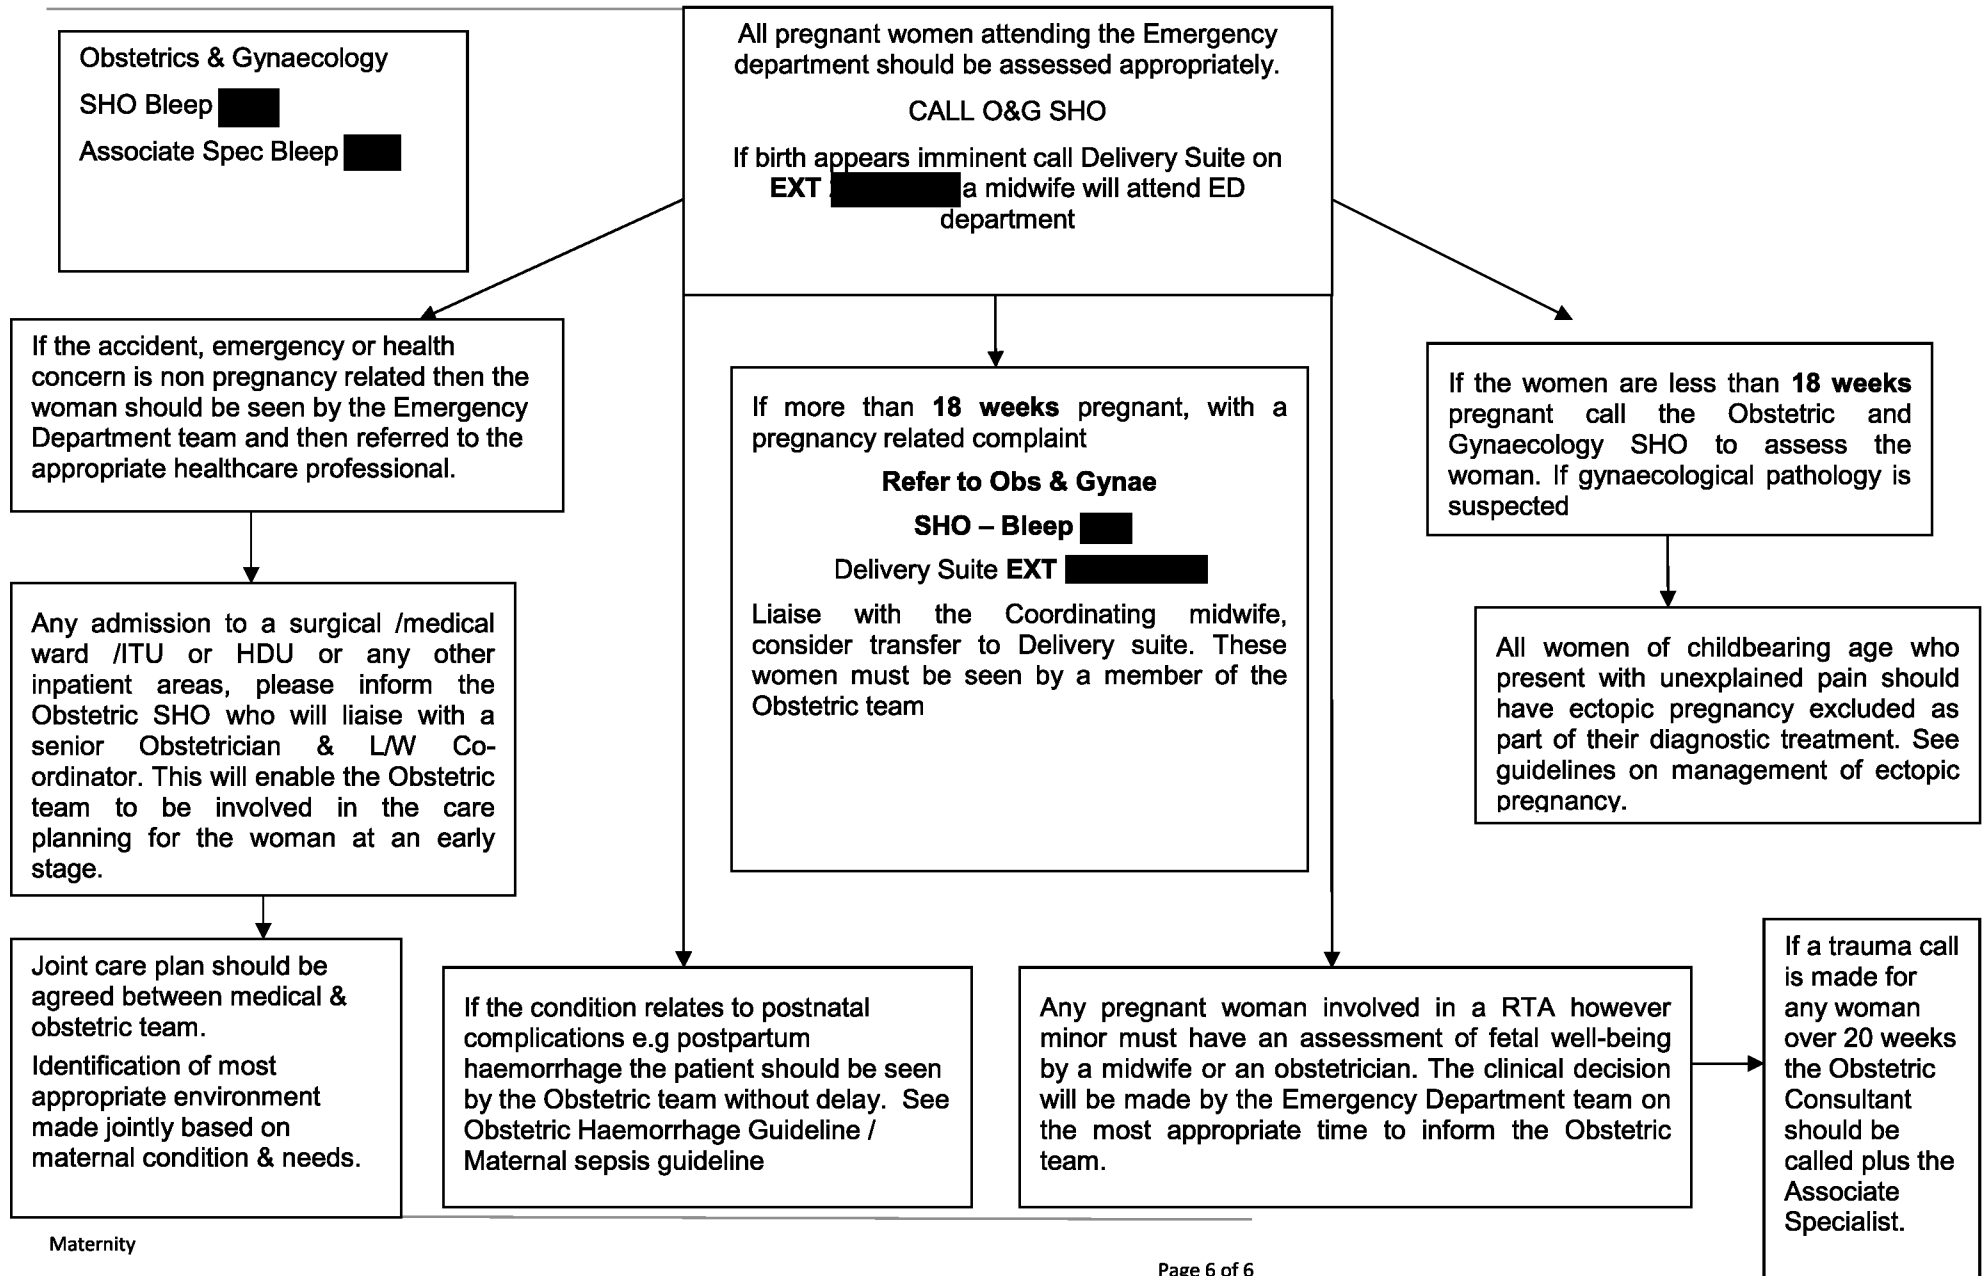 Obstetrics & Gynaecology
SHO Bleep
Associate Spec Bleep
All pregnant women attending the Emergency
department should be assessed appropriately.
CALL O&G SHO
If birth appears imminent call Delivery Suite on
EXT a midwife will attend ED
department
If the accident, emergency or health
concern is non pregnancy related then the
woman should be seen by the Emergency
Department team and then referred to the
appropriate healthcare professional.
If more than 18 weeks pregnant, with a
pregnancy related complaint
Refer to Obs & Gynae
SHO – Bleep
Delivery Suite EXT
Liaise with the Coordinating midwife,
consider transfer to Delivery suite. These
women must be seen by a member of the
Obstetric team
If the women are less than 18 weeks
pregnant call the Obstetric and
Gynaecology SHO to assess the
woman. If gynaecological pathology is
suspected
Any admission to a surgical /medical
ward /ITU or HDU or any other
inpatient areas, please inform the
Obstetric SHO who will liaise with a
senior Obstetrician & L/W Co-
ordinator. This will enable the Obstetric
team to be involved in the care
planning for the woman at an early
stage.
All women of childbearing age who
present with unexplained pain should
have ectopic pregnancy excluded as
part of their diagnostic treatment. See
guidelines on management of ectopic
pregnancy.
Joint care plan should be
agreed between medical &
obstetric team.
Identification of most
appropriate environment
made jointly based on
maternal condition & needs.
If the condition relates to postnatal
complications e.g postpartum
haemorrhage the patient should be seen
by the Obstetric team without delay. See
Obstetric Haemorrhage Guideline /
Maternal sepsis guideline
Any pregnant woman involved in a RTA however
minor must have an assessment of fetal well-being
by a midwife or an obstetrician. The clinical decision
will be made by the Emergency Department team on
the most appropriate time to inform the Obstetric
team.
If a trauma call
is made for
any woman
over 20 weeks
the Obstetric
Consultant
should be
called plus the
Associate
Specialist.
Maternity
Page 6 of 6